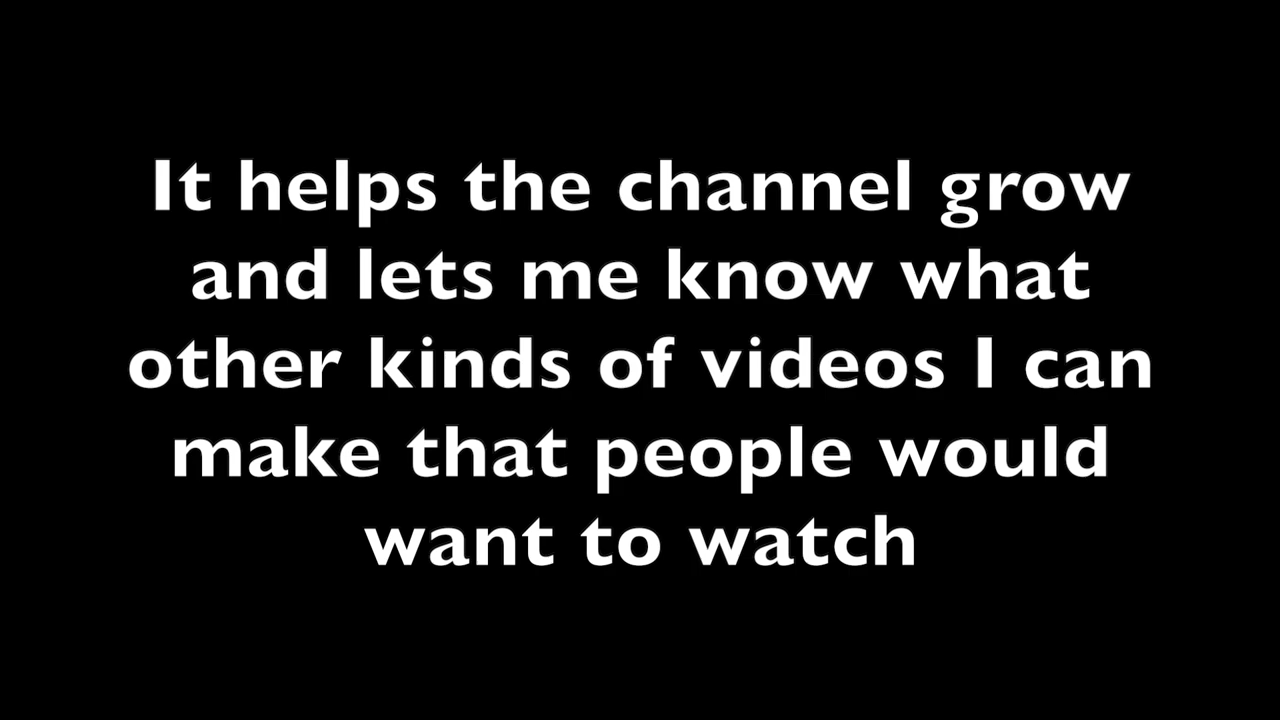 It helps the channel grow
and lets me know what
other kinds of videos I can
make that people would
want to watch